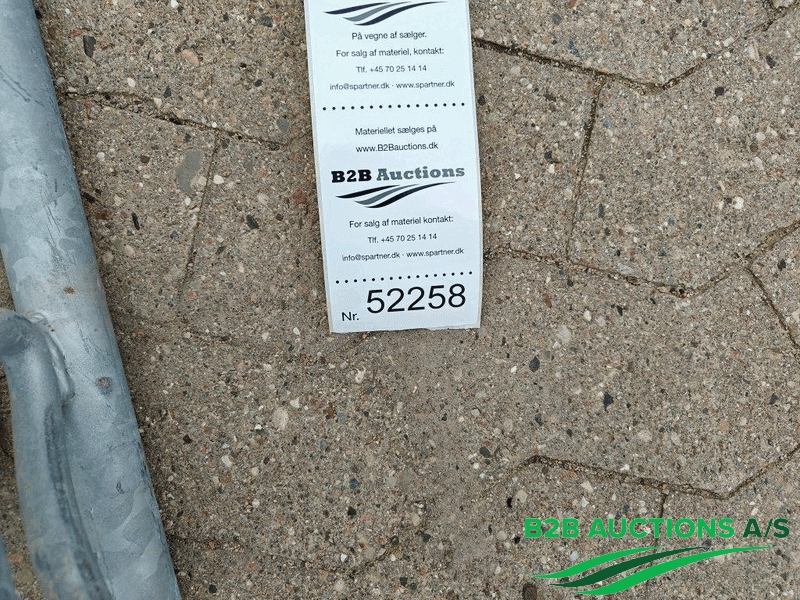 På vegne af sælger.
For salg af materiel, kontakt:
Tlf. +45 70 25 14 14
info@spartner.dk · www.spartner.dk
Materiellet sælges på
www.B2Bauctions.dk
B2B Auctions
For salg af materiel kontakt:
Tlf. +45 70 25 14 14
info@spartner.dk · www.spartner.dk
Nr. 52258
B2B AUCTIONS A/S